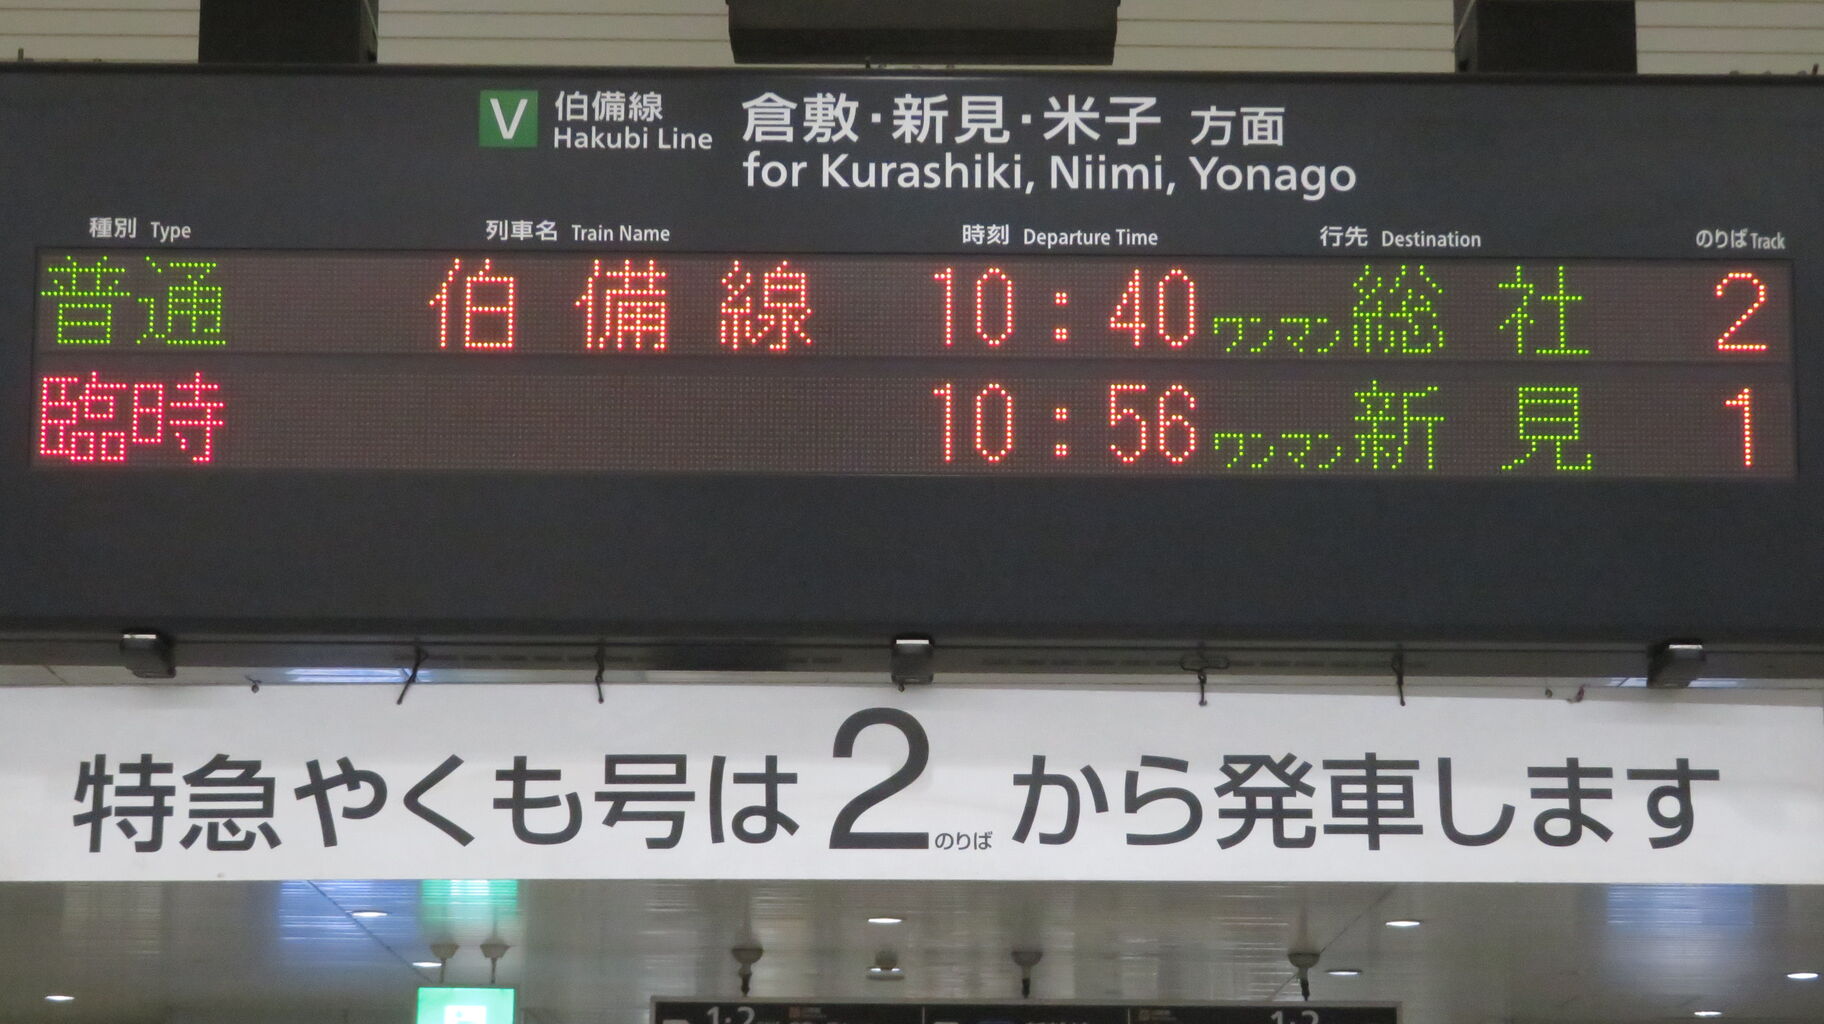 V 伯備線 倉敷・新見・米子 方面
Hakubi Line for Kurashiki, Niimi, Yonago
種別 Type 列車名 Train Name 時刻 Departure Time 行先 Destination のりば Track
普通 伯備線 10:40 ワンマン 総社 2
臨時 10:56 ワンマン 新見 1
特急やくも号は2のりばから発車します
1・2 1・2